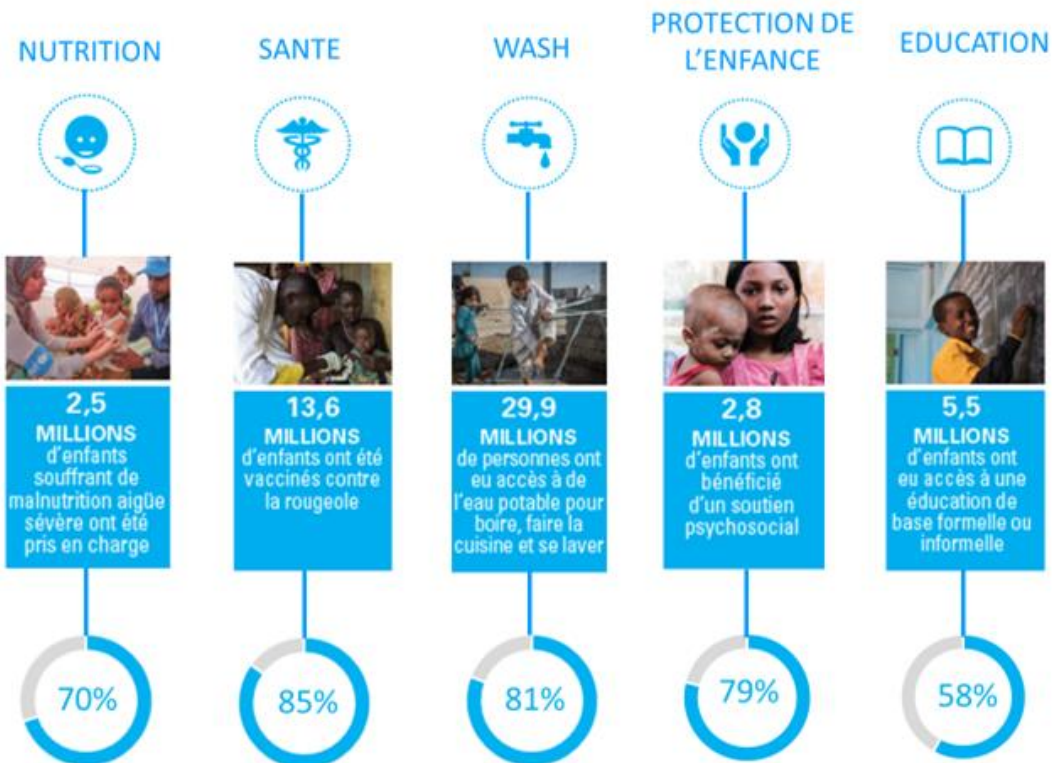 NUTRITION
SANTE
WASH
PROTECTION DE
L'ENFANCE
EDUCATION
2,5
MILLIONS
d'enfants
souffrant de
malnutrition aigüe
sévère ont été
pris en charge
13,6
MILLIONS
d'enfants ont été
vaccinés contre
la rougeole
29,9
MILLIONS
de personnes ont
eu accès à de
l'eau potable pour
boire, faire la
cuisine et se laver
2,8
MILLIONS
d'enfants ont
bénéficié
d'un soutien
psychosocial
5,5
MILLIONS
d'enfants ont
eu accès à une
éducation de
base formelle ou
informelle
70%
85%
81%
79%
58%